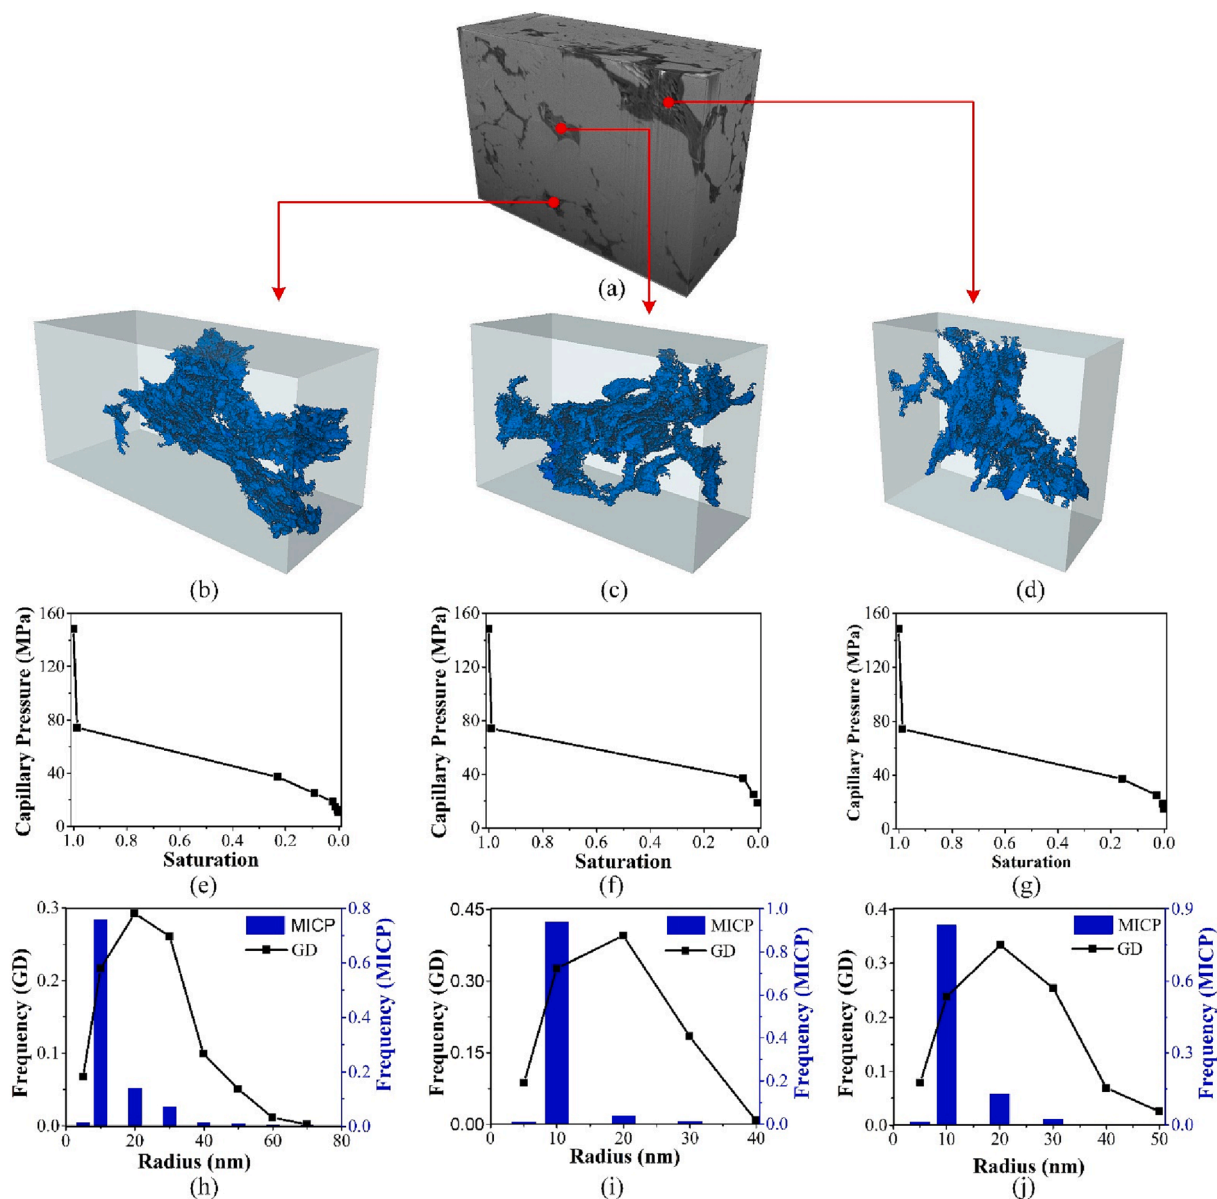 (a)
(b)
(c)
(d)
160
120
80
40
0
1.0 0.8 0.6 0.4 0.2 0.0
Capillary Pressure (MPa)
Saturation
(e)
160
120
80
40
0
1.0 0.8 0.6 0.4 0.2 0.0
Capillary Pressure (MPa)
Saturation
(f)
160
120
80
40
0
1.0 0.8 0.6 0.4 0.2 0.0
Capillary Pressure (MPa)
Saturation
(g)
0.3
0.2
0.1
0.0
Frequency (GD)
MICP
GD
0.8
0.6
0.4
0.2
0.0
Frequency (MICP)
0 20 40 60 80
Radius (nm)
(h)
0.45
0.30
0.15
0.00
Frequency (GD)
MICP
GD
1.0
0.8
0.6
0.4
0.2
0.0
Frequency (MICP)
0 10 20 30 40
Radius (nm)
(i)
0.4
0.3
0.2
0.1
0.0
Frequency (GD)
MICP
GD
0.9
0.6
0.3
0.0
Frequency (MICP)
0 10 20 30 40 50
Radius (nm)
(j)